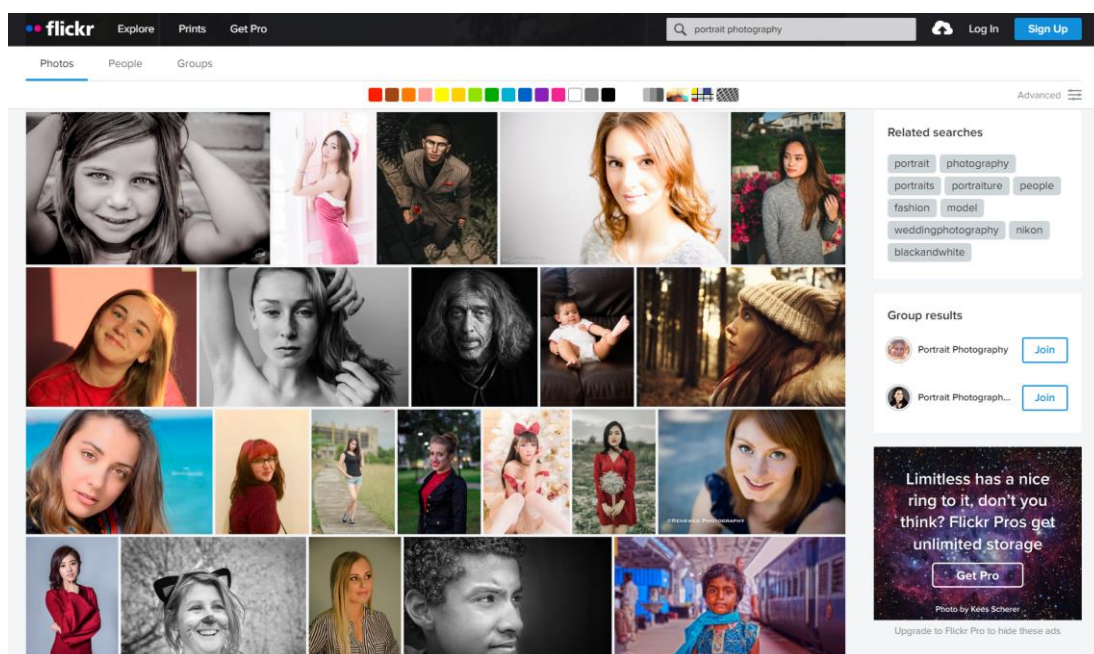 flickr Explore Prints Get Pro portrait photography Log In Sign Up
Photos People Groups
Advanced
Related searches
portrait photography
portraits portraiture people
fashion model
weddingphotography nikon
blackandwhite
Group results
Portrait Photography Join
Portrait Photograph... Join
©RENEWED PHOTOGRAPHY
Limitless has a nice
ring to it, don't you
think? Flickr Pros get
unlimited storage
Get Pro
Photo by Kees Scherer
Upgrade to Flickr Pro to hide these ads